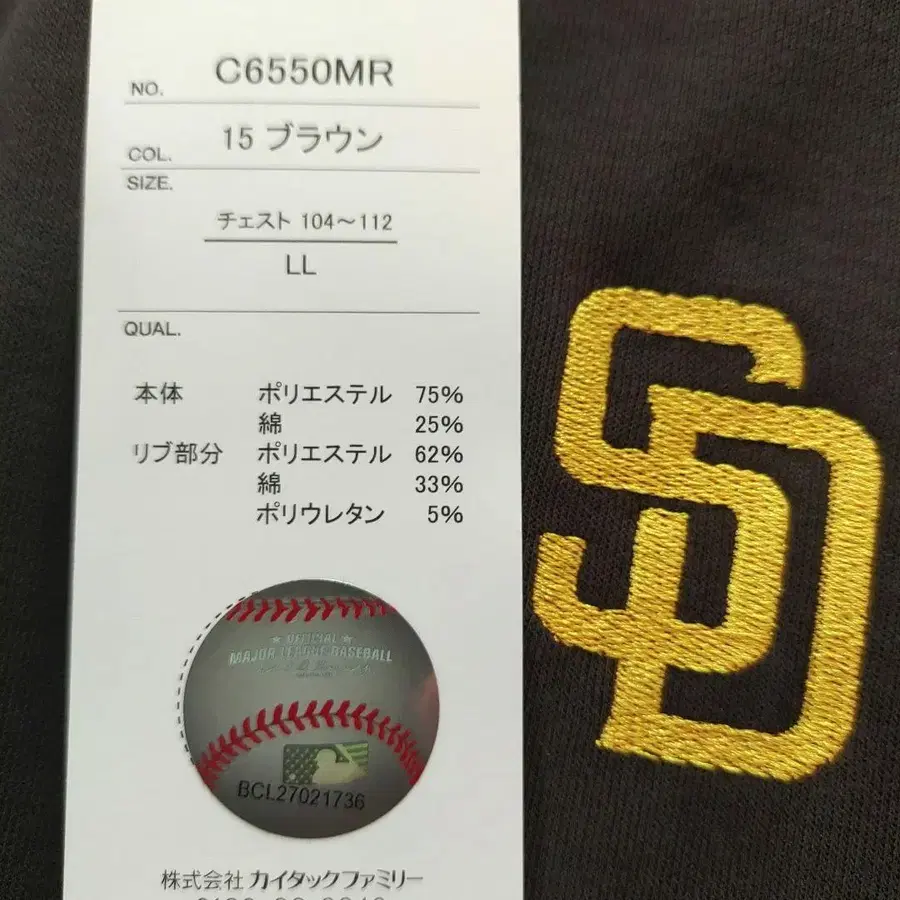 NO. C6550MR
COL. 15 ブラウン
SIZE.
チェスト 104～112
LL
QUAL.
本体 ポリエステル 75%
綿 25%
リブ部分 ポリエステル 62%
綿 33%
ポリウレタン 5%
★ OFFICIAL ★
MAJOR LEAGUE BASEBALL
BCL27021736
株式会社 カイタックファミリー
SD